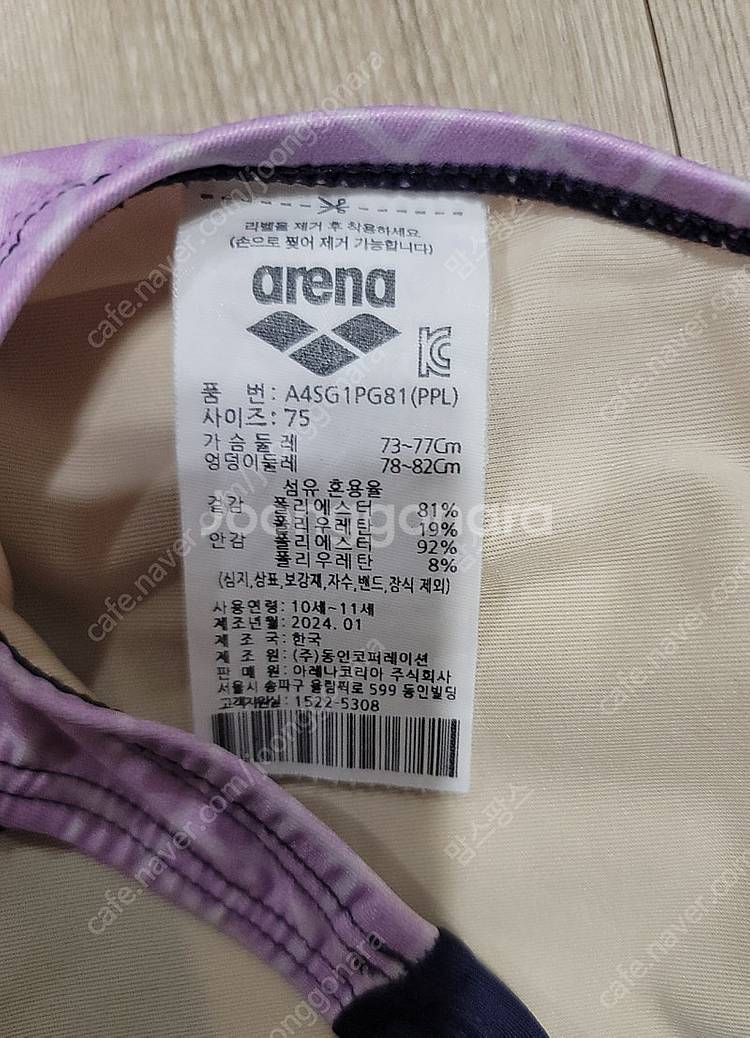 리벨을 제거 후 착용하세요
(손으로 찢어 제거 가능합니다)
arena
품 번: A4SG1PG81(PPL)
사이즈: 75
가슴둘레 73~77Cm
엉덩이둘레 78~82Cm
섬유 혼용율
겉감 폴리에스터 81%
폴리우레탄 19%
안감 폴리에스터 92%
폴리우레탄 8%
(심지,상표,보강재,자수,밴드,장식 제외)
사용연령: 10세~11세
제조년월: 2024. 01
제 조 국: 한국
제 조 원: (주)동인코퍼레이션
판 매 원: 아레나코리아 주식회사
서울시 송파구 올림픽로 599 동인빌딩
고객지원실: 1522-5308
joonggonara
cafe.naver.com/joonggonara
맘스팡스